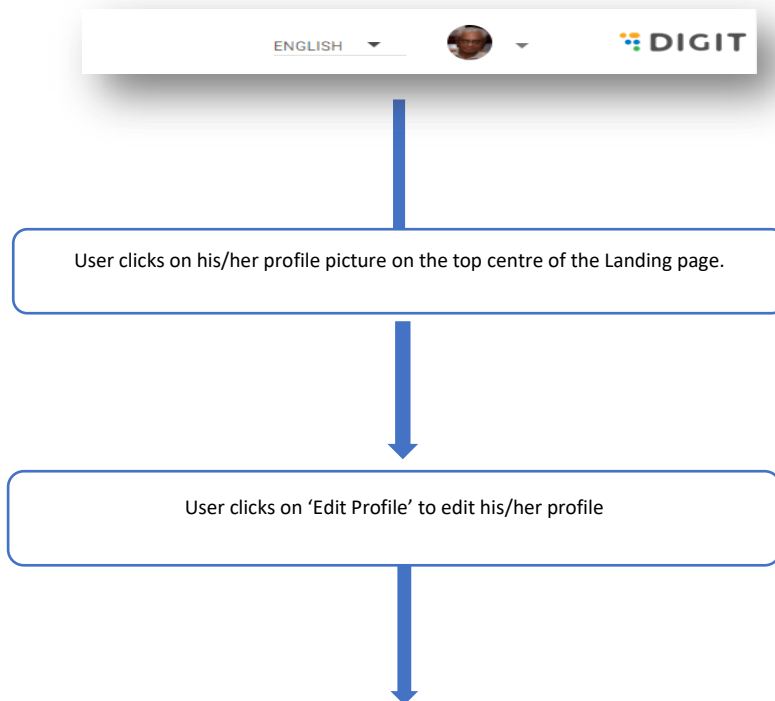 ENGLISH DIGIT
User clicks on his/her profile picture on the top centre of the Landing page.
User clicks on ‘Edit Profile’ to edit his/her profile